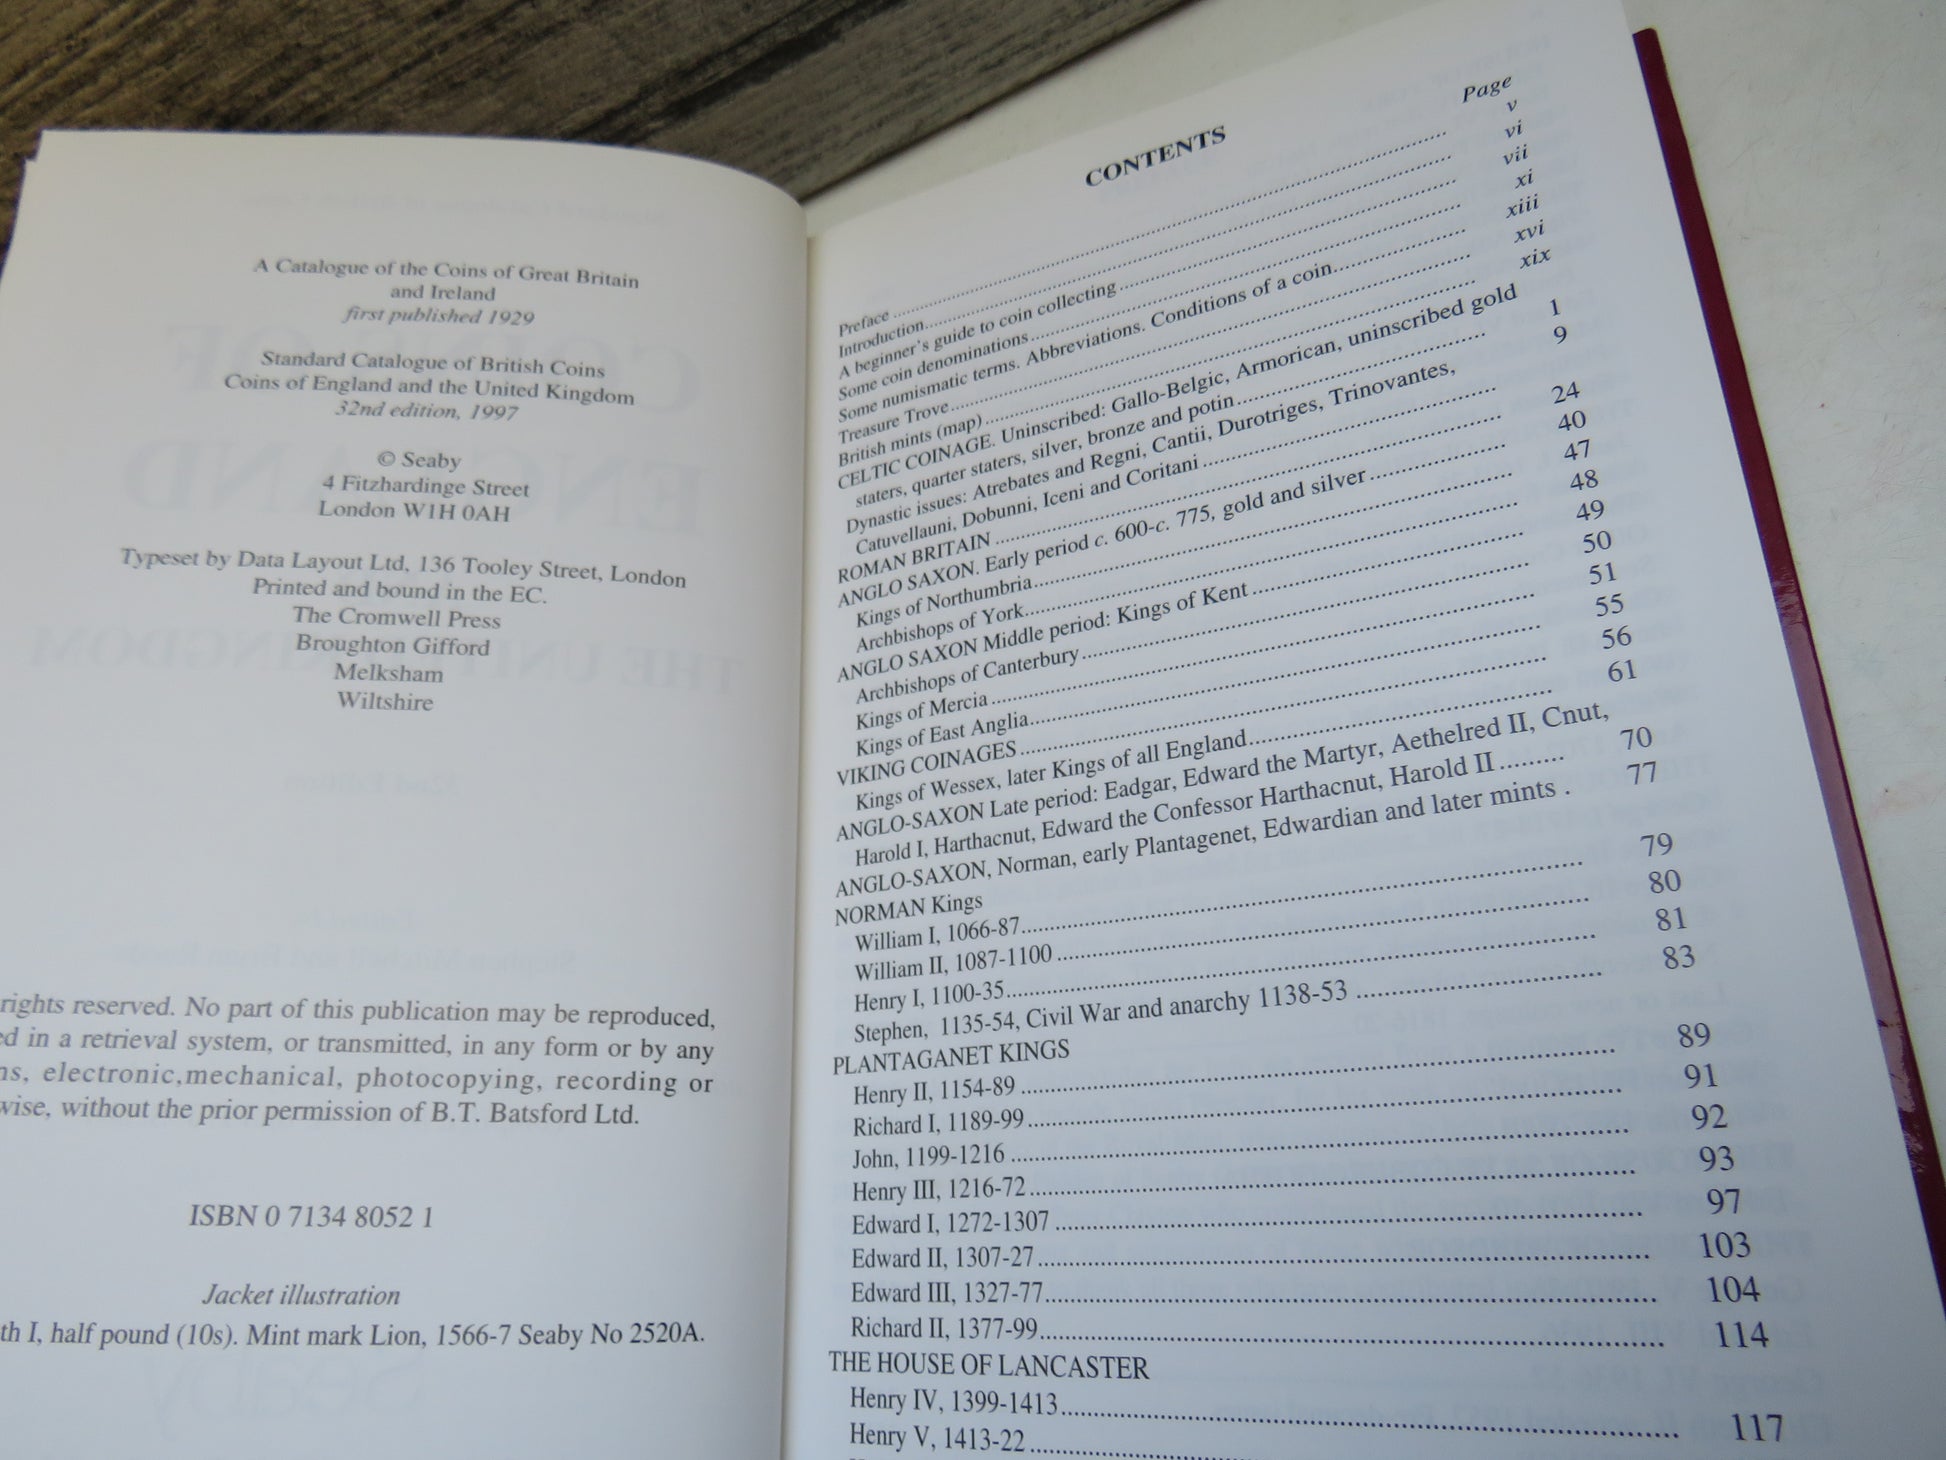 A Catalogue of the Coins of Great Britain
and Ireland
first published 1929
Standard Catalogue of British Coins
Coins of England and the United Kingdom
32nd edition, 1997
© Seaby
4 Fitzhardinge Street
London W1H 0AH
Typeset by Data Layout Ltd, 136 Tooley Street, London
Printed and bound in the EC.
The Cromwell Press
Broughton Gifford
Melksham
Wiltshire
rights reserved. No part of this publication may be reproduced,
in a retrieval system, or transmitted, in any form or by any
electronic,mechanical, photocopying, recording or
without the prior permission of B.T. Batsford Ltd.
ISBN 0 7134 8052 1
Jacket illustration
th I, half pound (10s). Mint mark Lion, 1566-7 Seaby No 2520A.
CONTENTS
Page
Preface ........ v
Introduction........ vi
A beginner's guide to coin collecting ........ vii
Some coin denominations ........ xi
Some numismatic terms. Abbreviations. Conditions of a coin........ xiii
Treasure Trove ........ xvi
British mints (map) ........ xix
CELTIC COINAGE. Uninscribed: Gallo-Belgic, Armorican, uninscribed gold
staters, quarter staters, silver, bronze and potin ........ 1
Dynastic issues: Atrebates and Regni, Cantii, Durotriges, Trinovantes, 9
Catuvellauni, Dobunni, Iceni and Coritani ........
ROMAN BRITAIN ........ 24
ANGLO SAXON. Early period c. 600-c. 775, gold and silver ........ 40
Kings of Northumbria ........ 47
Archbishops of York ........ 48
ANGLO SAXON Middle period: Kings of Kent ........ 49
Archbishops of Canterbury ........ 50
Kings of Mercia ........ 51
Kings of East Anglia ........ 55
VIKING COINAGES ........ 56
Kings of Wessex, later Kings of all England ........ 61
ANGLO-SAXON Late period: Eadgar, Edward the Martyr, Aethelred II, Cnut,
Harold I, Harthacnut, Edward the Confessor Harthacnut, Harold II ......... 70
ANGLO-SAXON, Norman, early Plantagenet, Edwardian and later mints . 77
NORMAN Kings
William I, 1066-87........ 79
William II, 1087-1100 ........ 80
Henry I, 1100-35........ 81
Stephen, 1135-54, Civil War and anarchy 1138-53 ........ 83
PLANTAGANET KINGS
Henry II, 1154-89 ........ 89
Richard I, 1189-99 ........ 91
John, 1199-1216 ........ 92
Henry III, 1216-72 ........ 93
Edward I, 1272-1307 ........ 97
Edward II, 1307-27 ........ 103
Edward III, 1327-77........ 104
Richard II, 1377-99........ 114
THE HOUSE OF LANCASTER
Henry IV, 1399-1413........ 117
Henry V, 1413-22 ........